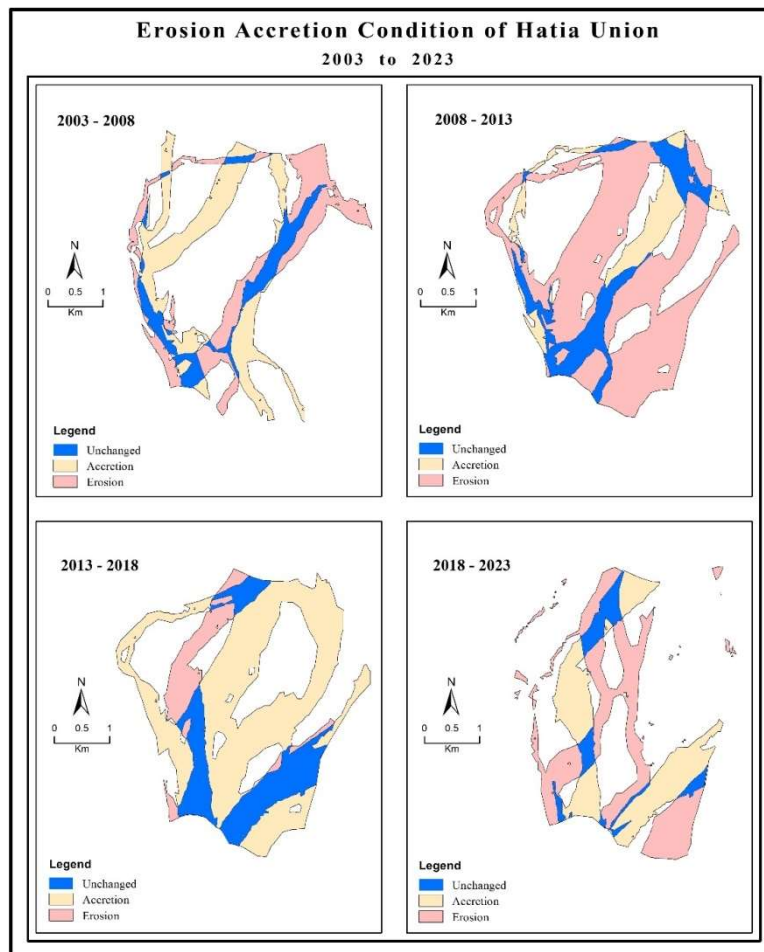 Erosion Accretion Condition of Hatia Union
2003 to 2023
2003 - 2008
N
0 0.5 1
Km
Legend
Unchanged
Accretion
Erosion
2008 - 2013
N
0 0.5 1
Km
Legend
Unchanged
Accretion
Erosion
2013 - 2018
N
0 0.5 1
Km
Legend
Unchanged
Accretion
Erosion
2018 - 2023
N
0 0.5 1
Km
Legend
Unchanged
Accretion
Erosion